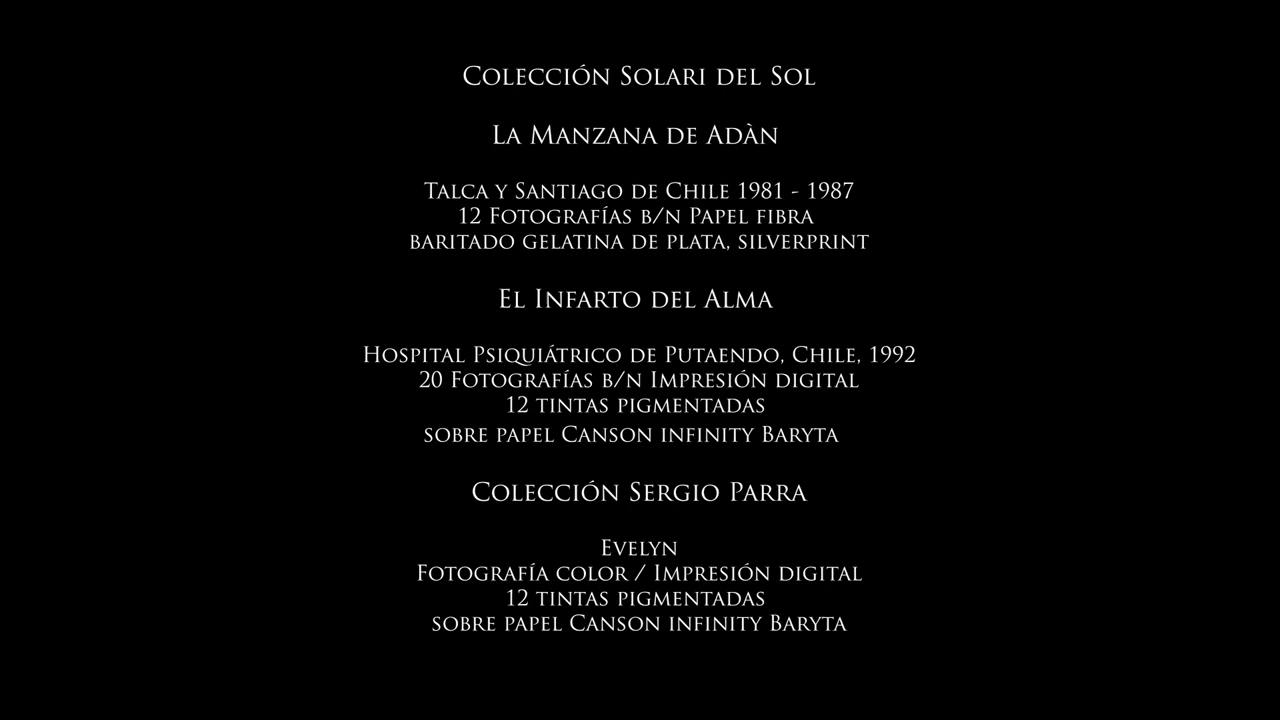 Colección Solari del Sol
La Manzana de Adàn
Talca y Santiago de Chile 1981 - 1987
12 Fotografías b/n Papel fibra
baritado gelatina de plata, silverprint
El Infarto del Alma
Hospital Psiquiátrico de Putaendo, Chile, 1992
20 Fotografías b/n Impresión digital
12 tintas pigmentadas
sobre papel Canson infinity Baryta
Colección Sergio Parra
Evelyn
Fotografía color / Impresión digital
12 tintas pigmentadas
sobre papel Canson infinity Baryta